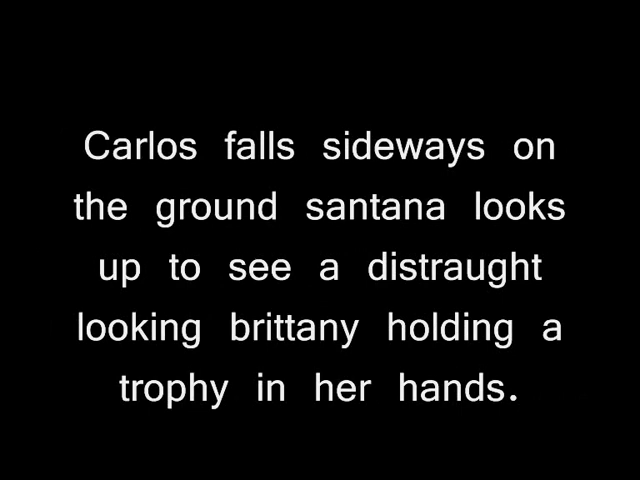 Carlos falls sideways on
the ground santana looks
up to see a distraught
looking brittany holding a
trophy in her hands.